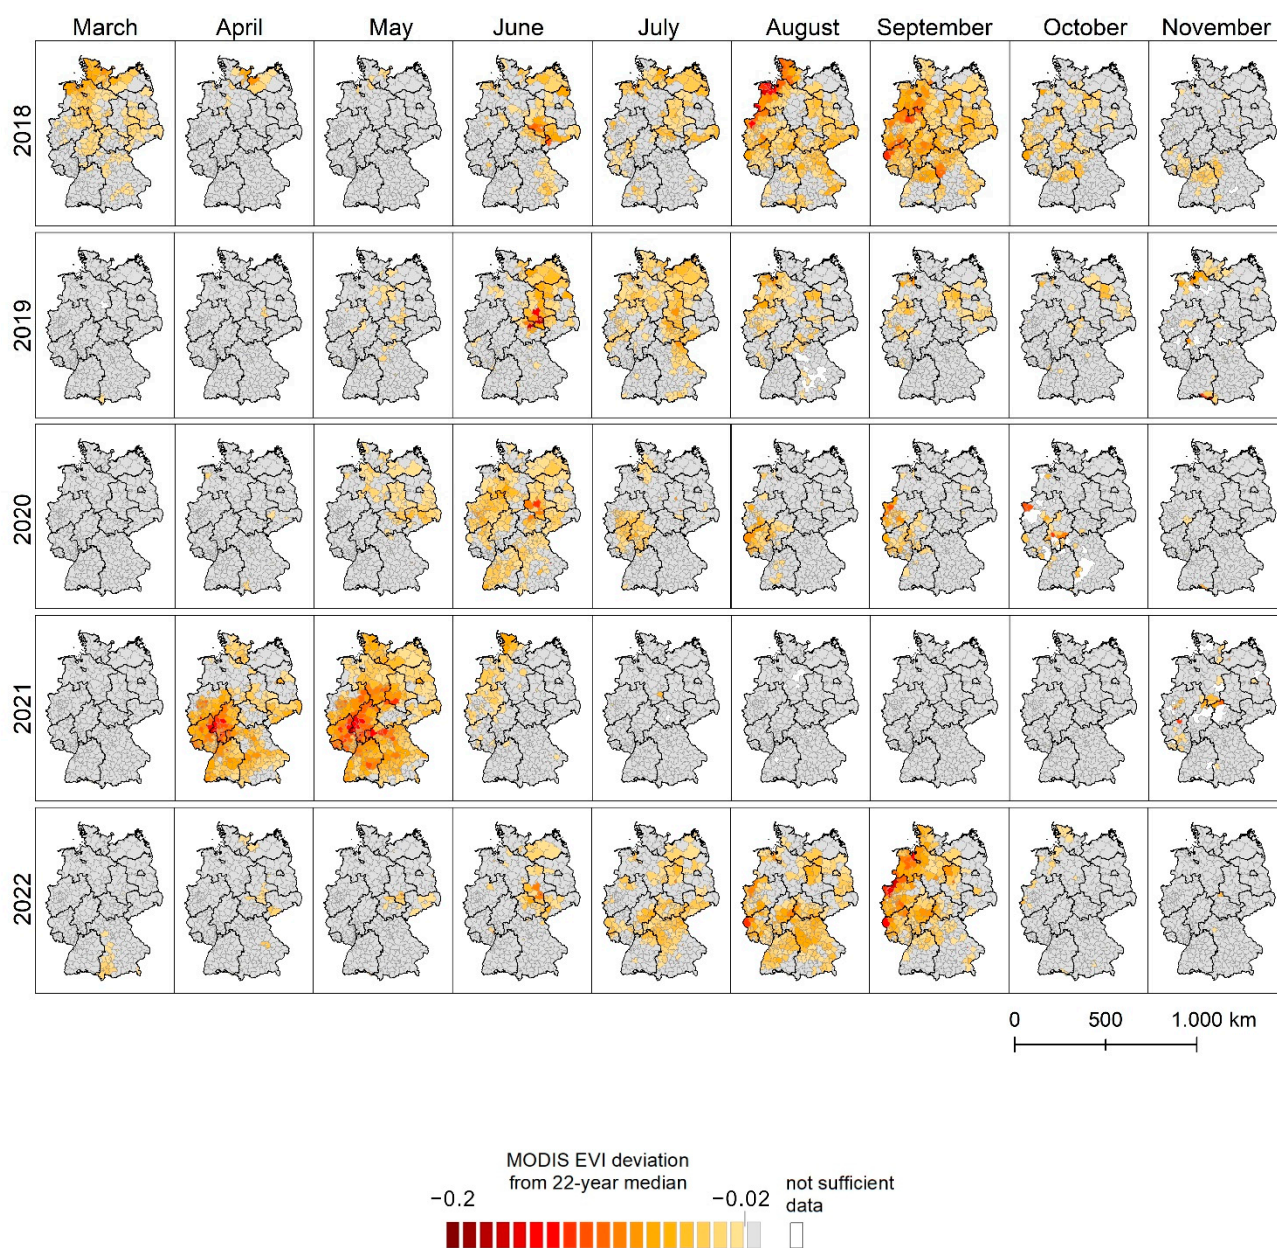 March April May June July August September October November
2018
2019
2020
2021
2022
0 500 1.000 km
MODIS EVI deviation
from 22-year median
−0.2 −0.02
not sufficient
data